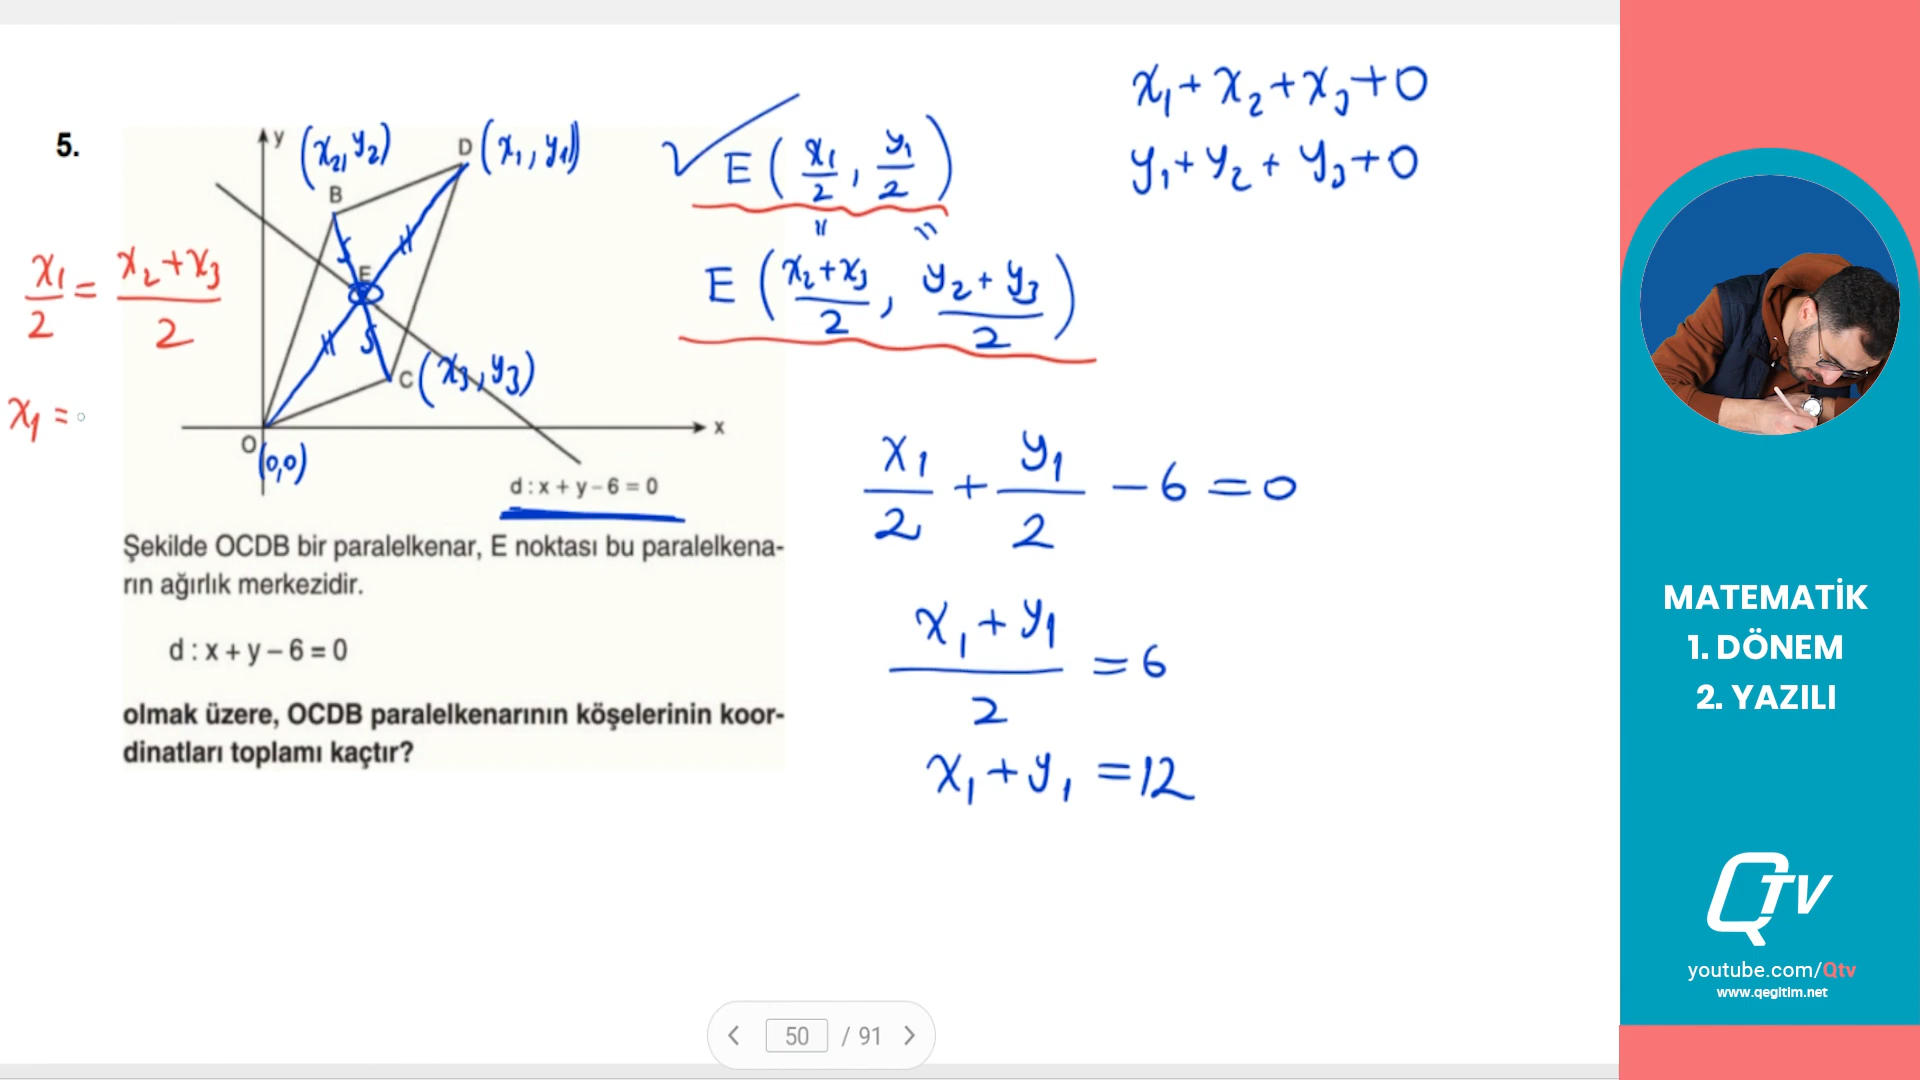 5.
y
(x₂, y₂)
D (x₁, y₁)
B
E
C (x₃, y₃)
x
O
(0,0)
d : x + y – 6 = 0
x₁/2 = (x₂+x₃)/2
x₁ =
Şekilde OCDB bir paralelkenar, E noktası bu paralelkena-
rın ağırlık merkezidir.
d : x + y – 6 = 0
olmak üzere, OCDB paralelkenarının köşelerinin koor-
dinatları toplamı kaçtır?
E (x₁/2, y₁/2)
= =
E ((x₂+x₃)/2, (y₂+y₃)/2)
x₁+x₂+x₃+0
y₁+y₂+y₃+0
x₁/2 + y₁/2 – 6 = 0
(x₁+y₁)/2 = 6
x₁+y₁ = 12
50 / 91
MATEMATİK
1. DÖNEM
2. YAZILI
QTV
youtube.com/Qtv
www.qegitim.net